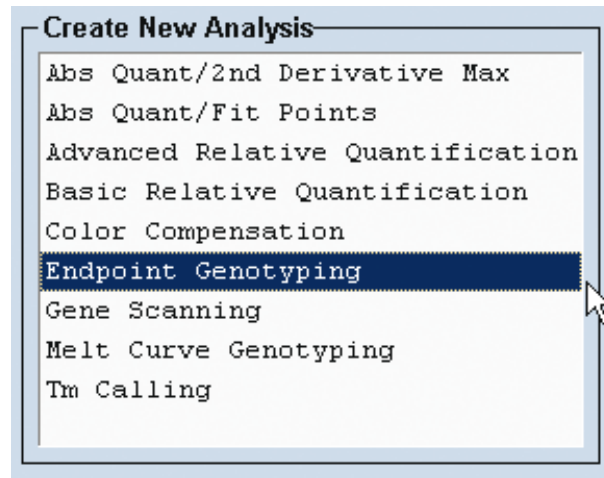 Create New Analysis
Abs Quant/2nd Derivative Max
Abs Quant/Fit Points
Advanced Relative Quantification
Basic Relative Quantification
Color Compensation
Endpoint Genotyping
Gene Scanning
Melt Curve Genotyping
Tm Calling